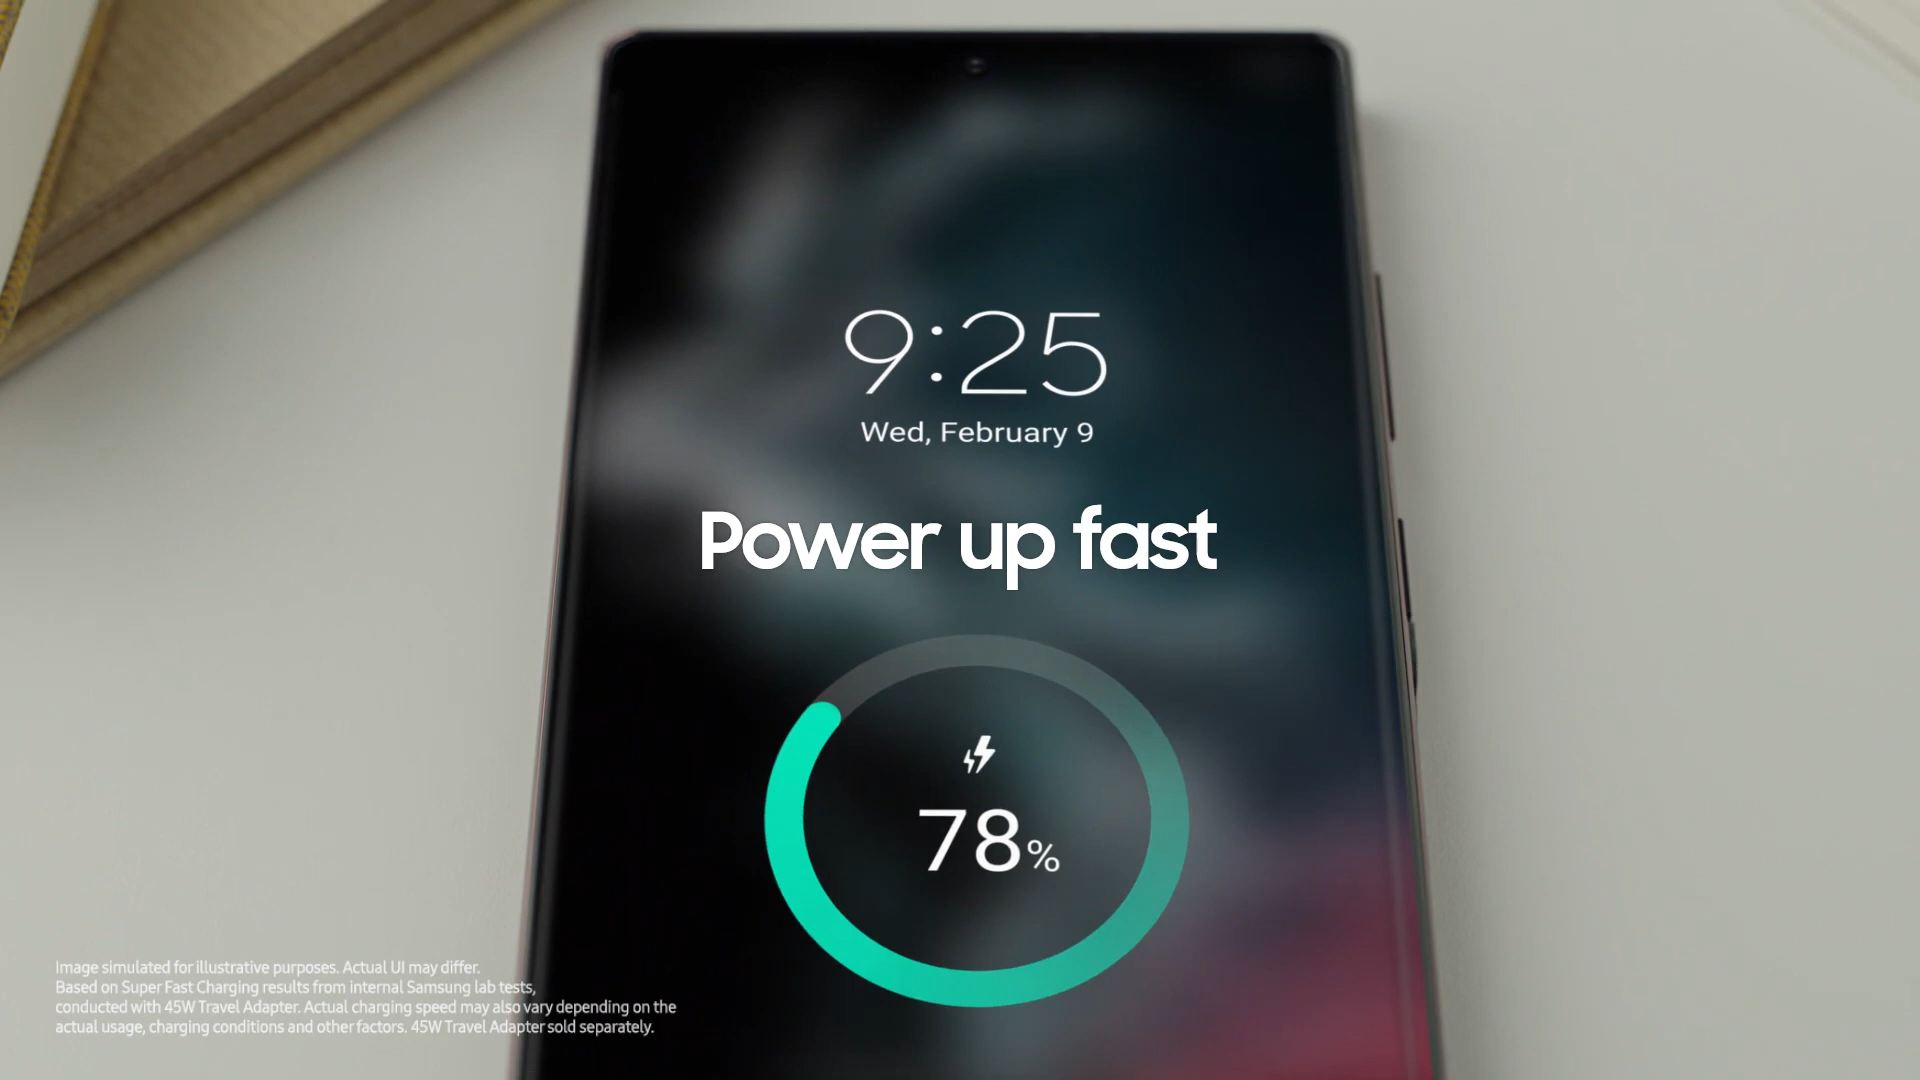 9:25
Wed, February 9
Power up fast
78%
Image simulated for illustrative purposes. Actual UI may differ.
Based on Super Fast Charging results from internal Samsung lab tests,
conducted with 45W Travel Adapter. Actual charging speed may also vary depending on the
actual usage, charging conditions and other factors. 45W Travel Adapter sold separately.